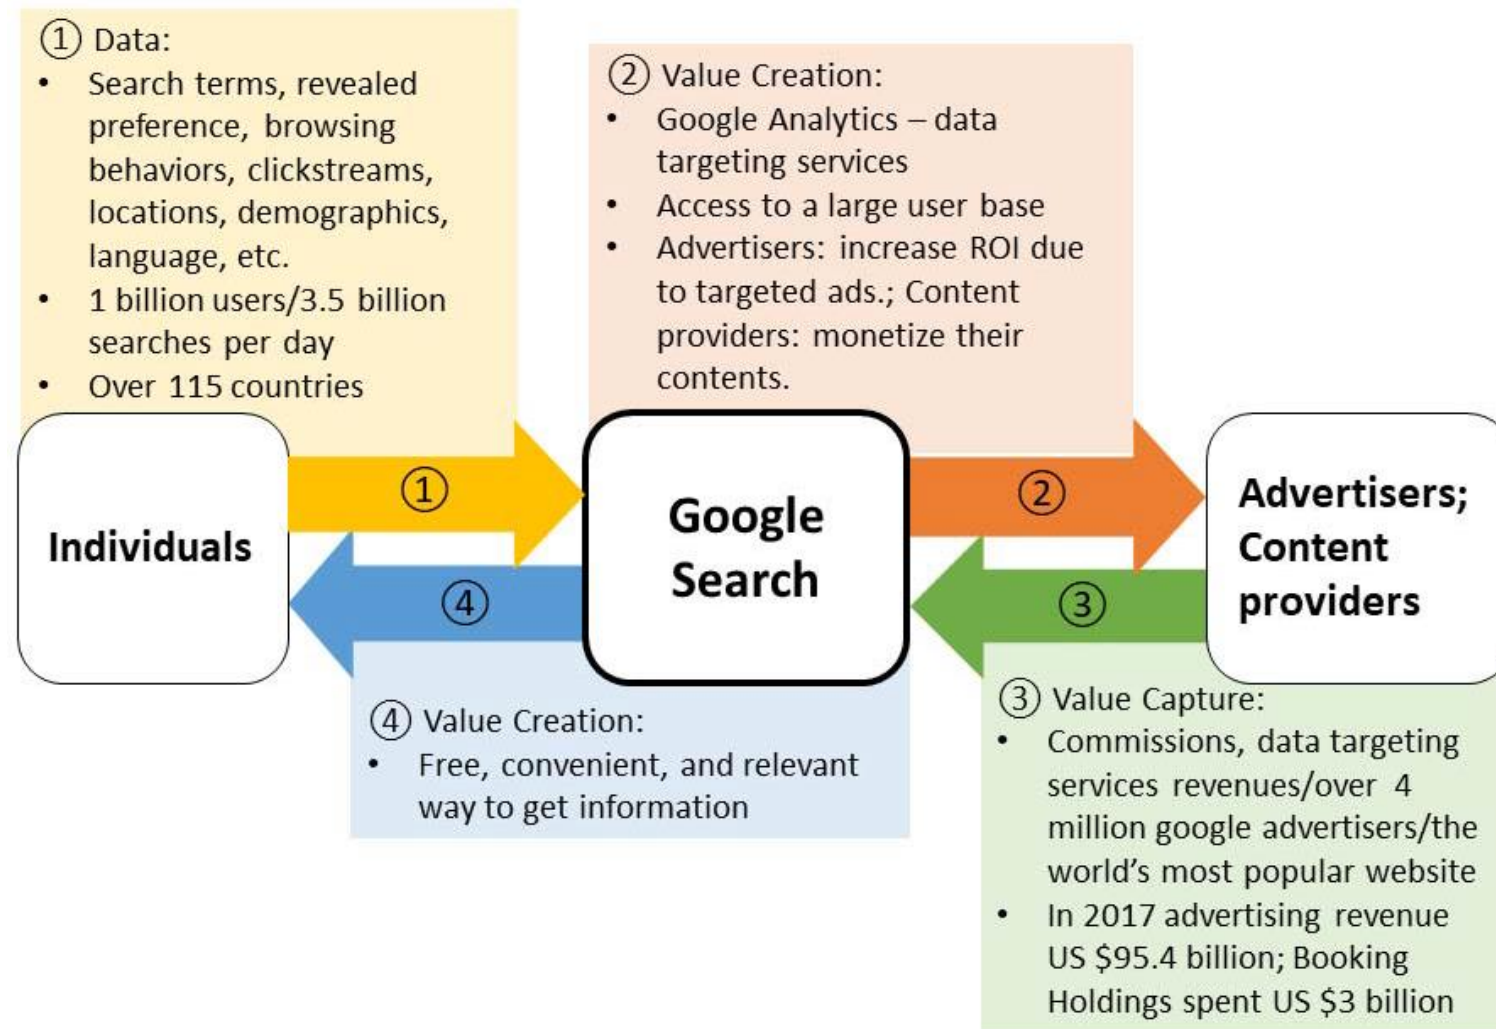 ① Data:
• Search terms, revealed
preference, browsing
behaviors, clickstreams,
locations, demographics,
language, etc.
• 1 billion users/3.5 billion
searches per day
• Over 115 countries
② Value Creation:
• Google Analytics – data
targeting services
• Access to a large user base
• Advertisers: increase ROI due
to targeted ads.; Content
providers: monetize their
contents.
Individuals
①
④
Google
Search
②
③
Advertisers;
Content
providers
④ Value Creation:
• Free, convenient, and relevant
way to get information
③ Value Capture:
• Commissions, data targeting
services revenues/over 4
million google advertisers/the
world’s most popular website
• In 2017 advertising revenue
US $95.4 billion; Booking
Holdings spent US $3 billion